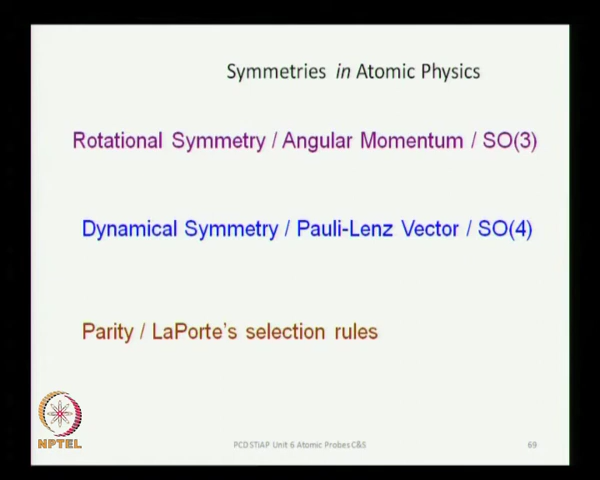 Symmetries in Atomic Physics
Rotational Symmetry / Angular Momentum / SO(3)
Dynamical Symmetry / Pauli-Lenz Vector / SO(4)
Parity / LaPorte's selection rules
NPTEL
PCD STiAP Unit 6 Atomic Probes C&S
69